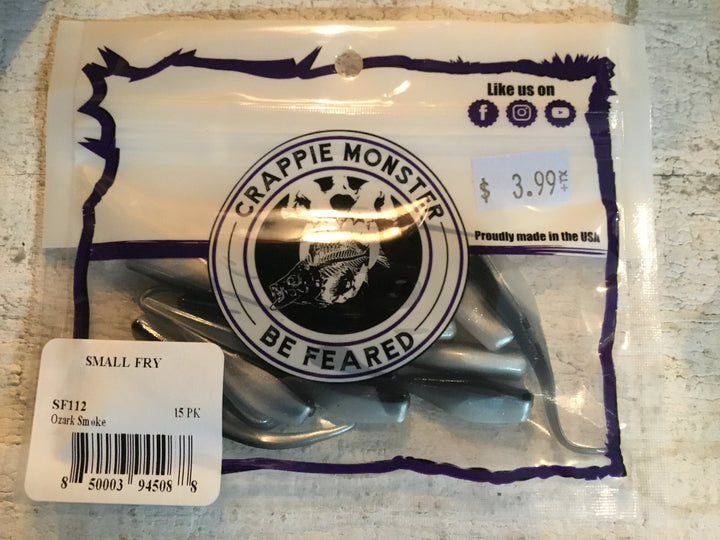 Like us on
CRAPPIE MONSTER
BE FEARED
$ 3.99
Proudly made in the USA
SMALL FRY
SF112
15 PK
Ozark Smoke
8 50003 94508 8